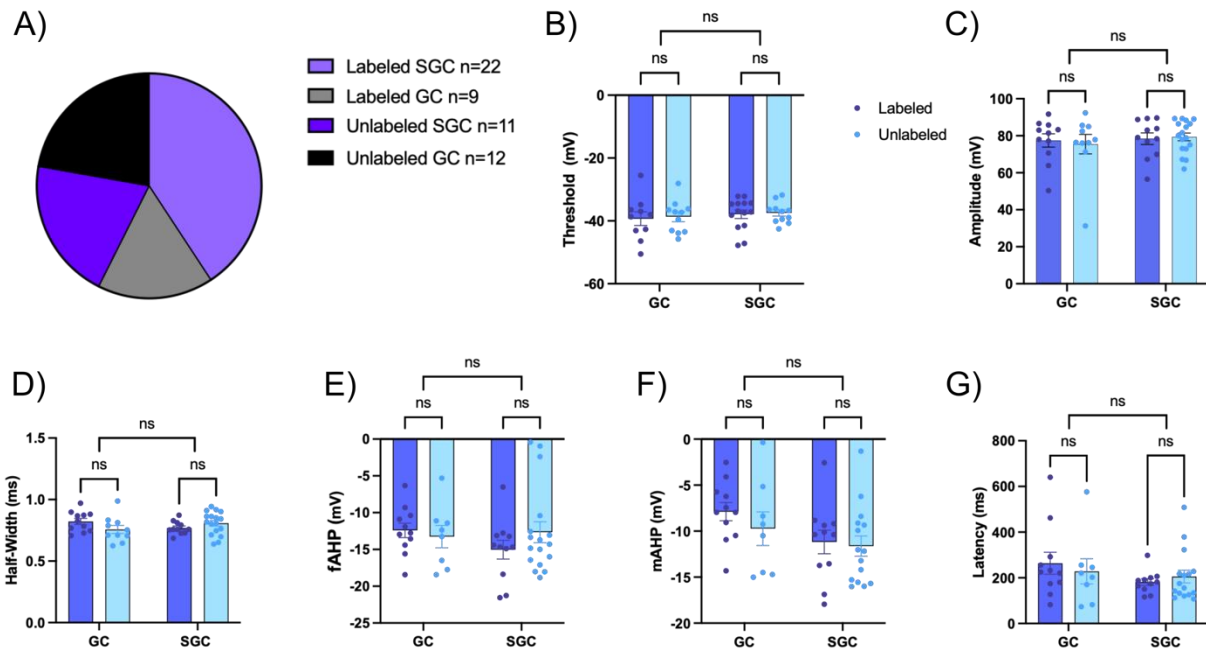 A)
Labeled SGC n=22
Labeled GC n=9
Unlabeled SGC n=11
Unlabeled GC n=12
B)
ns
ns
ns
0
-20
-40
-60
Threshold (mV)
GC
SGC
Labeled
Unlabeled
C)
ns
ns
ns
100
80
60
40
20
0
Amplitude (mV)
GC
SGC
D)
ns
ns
ns
1.5
1.0
0.5
0.0
Half-Width (ms)
GC
SGC
E)
ns
ns
ns
0
-5
-10
-15
-20
-25
fAHP (mV)
GC
SGC
F)
ns
ns
ns
0
-5
-10
-15
-20
mAHP (mV)
GC
SGC
G)
ns
ns
ns
800
600
400
200
0
Latency (ms)
GC
SGC